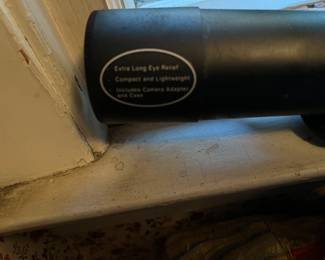 Extra Long Eye Relief
Compact and Lightweight
Includes Camera Adapter
and Case